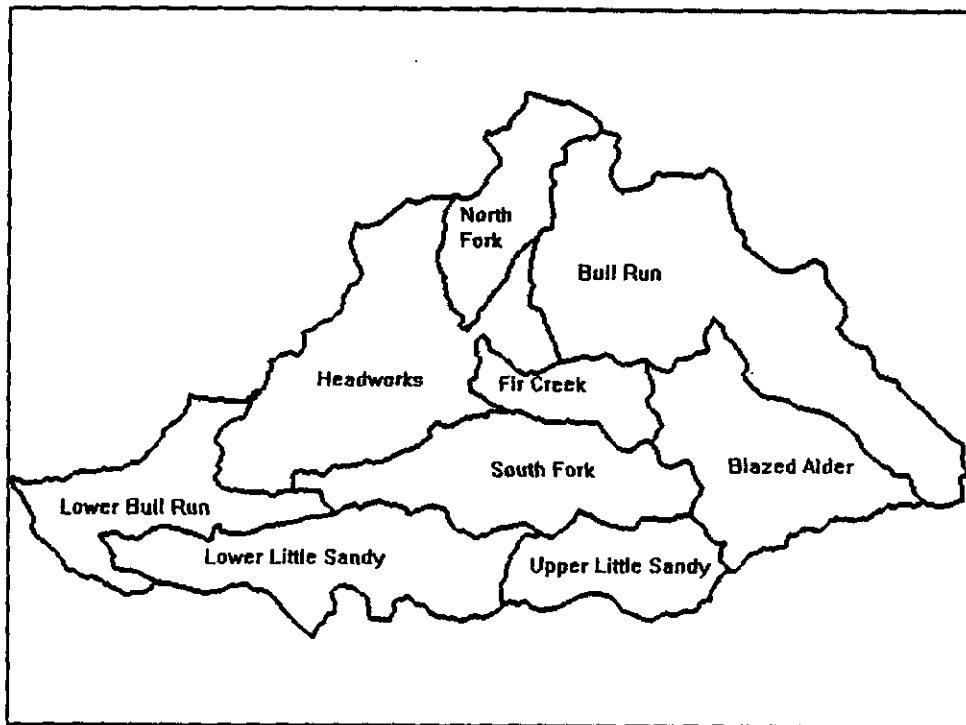 North
Fork
Bull Run
Headworks
Fir Creek
South Fork
Blazed Alder
Lower Bull Run
Lower Little Sandy
Upper Little Sandy